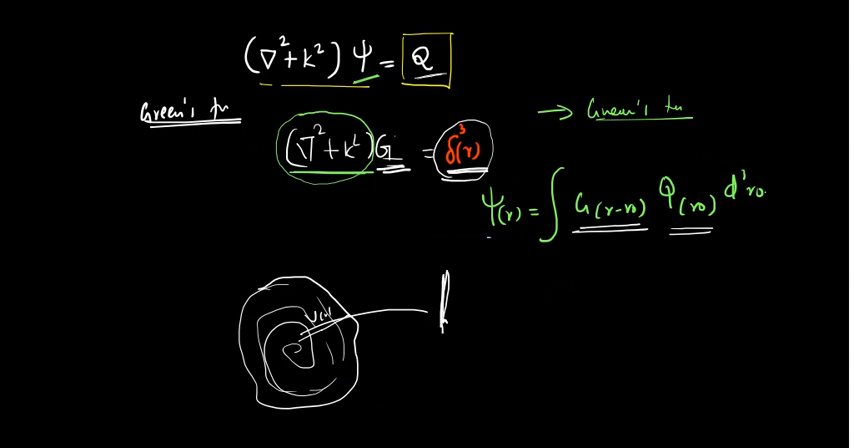 (∇² + k²) ψ = Q
Green's fn
(∇² + k²) G = δ³(r)
→ Green's fn
ψ(r) = ∫ G(r-r0) Q(r0) d³r0